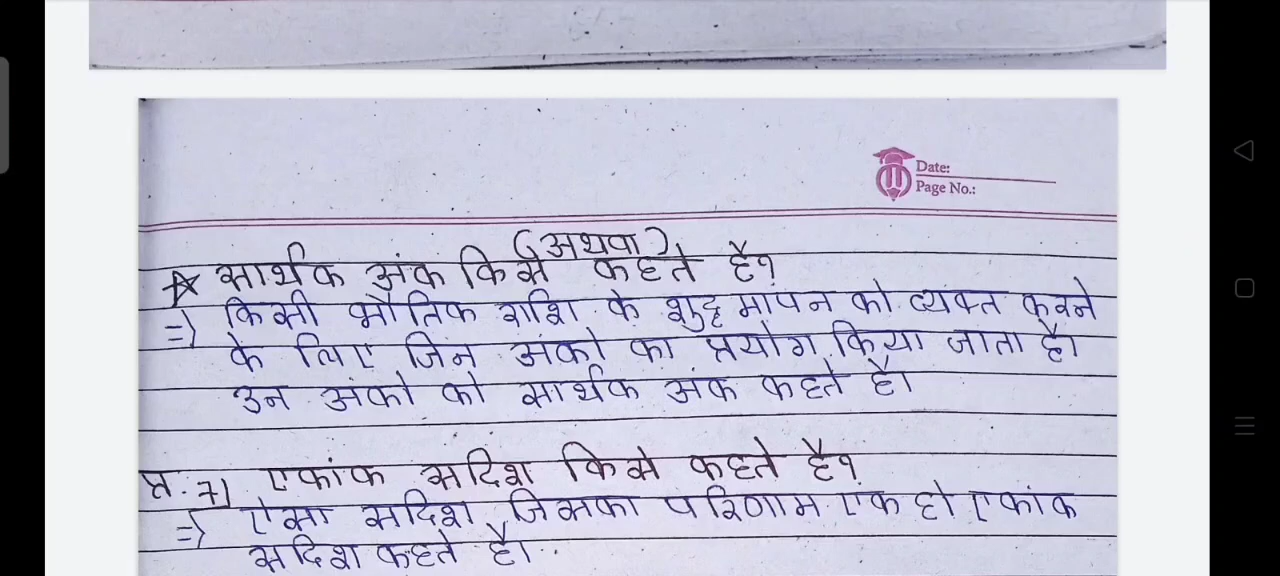 Date:
Page No.:
(अथवा)
★ सार्थक अंक किसे कहते है?
=) किसी भौतिक राशि के शुद्द मापन को व्यक्त करने
के लिए जिन अंको का प्रयोग किया जाता है।
उन अंको को सार्थक अंक कहते है।
प्र. 7) एकांक सदिश किसे कहते है?
=) ऐसा सदिश जिसका परिणाम एक हो एकांक
सदिश कहते है।